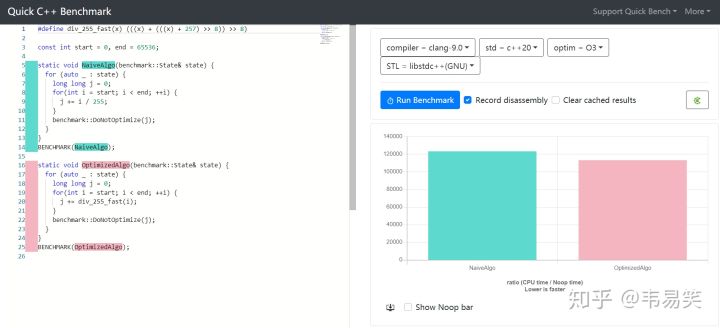 Quick C++ Benchmark
Support Quick Bench
More
1 #define div_255_fast(x) (((x) + (((x) + 257) >> 8)) >> 8)
2
3 const int start = 0, end = 65536;
4
5 static void NaiveAlgo(benchmark::State& state) {
6 for (auto _ : state) {
7 long long j = 0;
8 for(int i = start; i < end; ++i) {
9 j += i / 255;
10 }
11 benchmark::DoNotOptimize(j);
12 }
13 }
14 BENCHMARK(NaiveAlgo);
15
16 static void OptimizedAlgo(benchmark::State& state) {
17 for (auto _ : state) {
18 long long j = 0;
19 for(int i = start; i < end; ++i) {
20 j += div_255_fast(i);
21 }
22 benchmark::DoNotOptimize(j);
23 }
24 }
25 BENCHMARK(OptimizedAlgo);
26
compiler = clang-9.0
std = c++20
optim = O3
STL = libstdc++(GNU)
Run Benchmark
Record disassembly
Clear cached results
140000
120000
100000
80000
60000
40000
20000
0
NaiveAlgo
OptimizedAlgo
ratio (CPU time / Noop time)
Lower is faster
Show Noop bar
知乎 @韦易笑